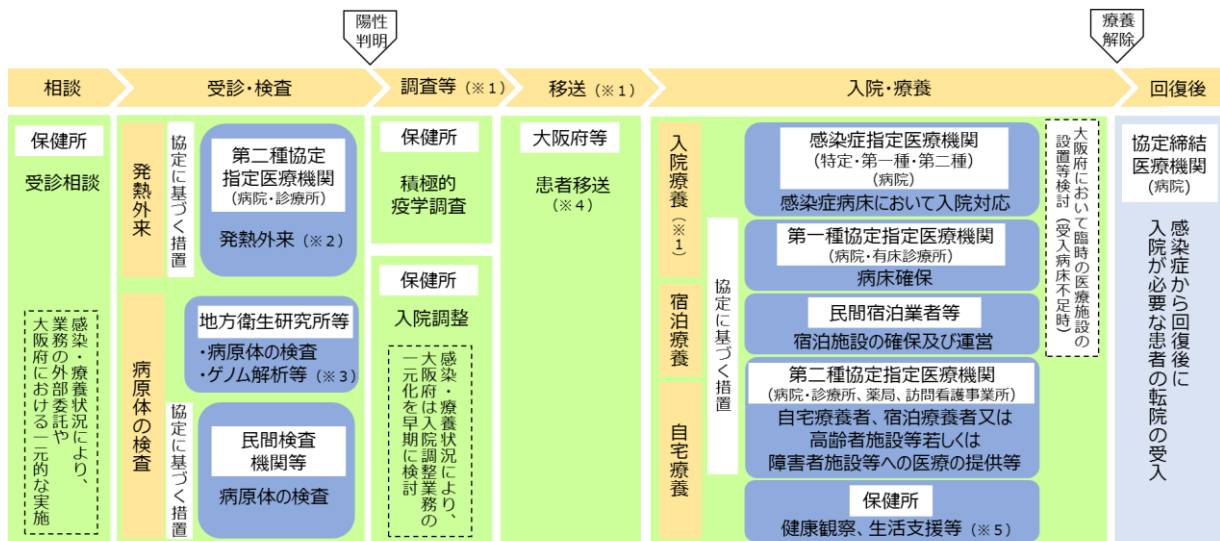 陽性
判明
療養
解除
相談
受診・検査
調査等（※１）
移送（※１）
入院・療養
回復後
保健所
受診相談
感染・療養状況により、
業務の外部委託や
大阪府における一元的な実施
発熱外来
協定に基づく措置
第二種協定
指定医療機関
(病院・診療所)
発熱外来（※２）
病原体の検査
地方衛生研究所等
・病原体の検査
・ゲノム解析等（※３）
協定に基づく措置
民間検査
機関等
病原体の検査
保健所
積極的
疫学調査
保健所
入院調整
感染・療養状況により、
大阪府は入院調整業務の
一元化を早期に検討
大阪府等
患者移送
（※４）
入院療養（※１）
宿泊療養
自宅療養
協定に基づく措置
感染症指定医療機関
(特定・第一種・第二種)
(病院)
感染症病床において入院対応
第一種協定指定医療機関
(病院・有床診療所)
病床確保
民間宿泊業者等
宿泊施設の確保及び運営
第二種協定指定医療機関
(病院・診療所、薬局、訪問看護事業所)
自宅療養者、宿泊療養者又は
高齢者施設等若しくは
障害者施設等への医療の提供等
保健所
健康観察、生活支援等（※５）
大阪府において臨時の医療施設の
設置等検討（受入病床不足時）
協定締結
医療機関
(病院)
感染症から回復後に
入院が必要な患者の転院の受入